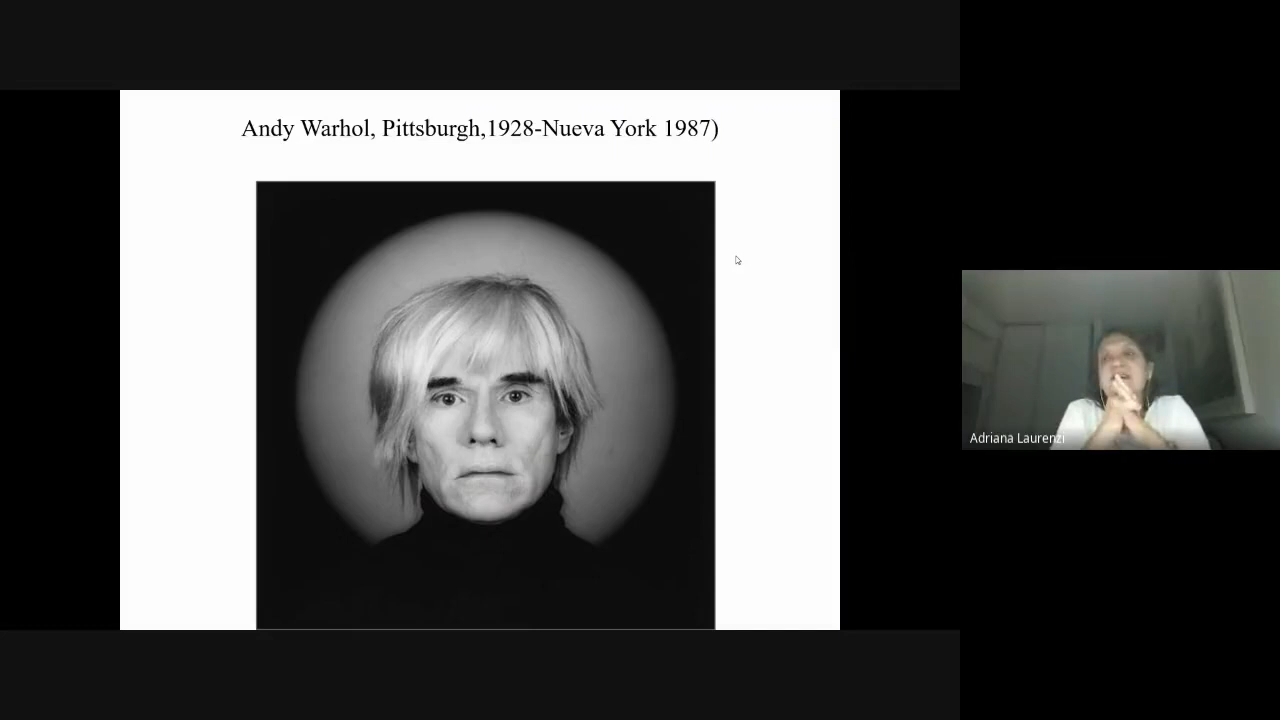 Andy Warhol, Pittsburgh,1928-Nueva York 1987)
Adriana Laurenzi